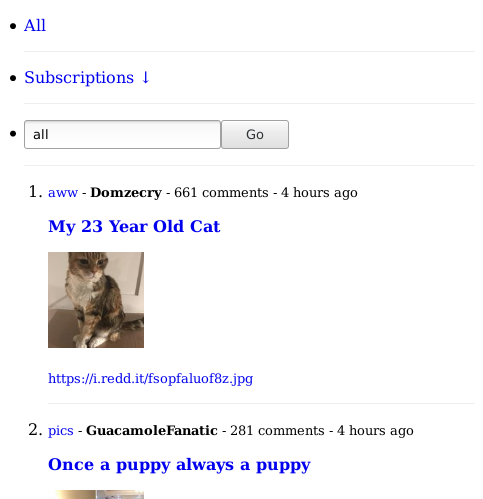 All
Subscriptions ↓
all Go
1. aww - Domzecry - 661 comments - 4 hours ago
My 23 Year Old Cat
https://i.redd.it/fsopfaluof8z.jpg
2. pics - GuacamoleFanatic - 281 comments - 4 hours ago
Once a puppy always a puppy